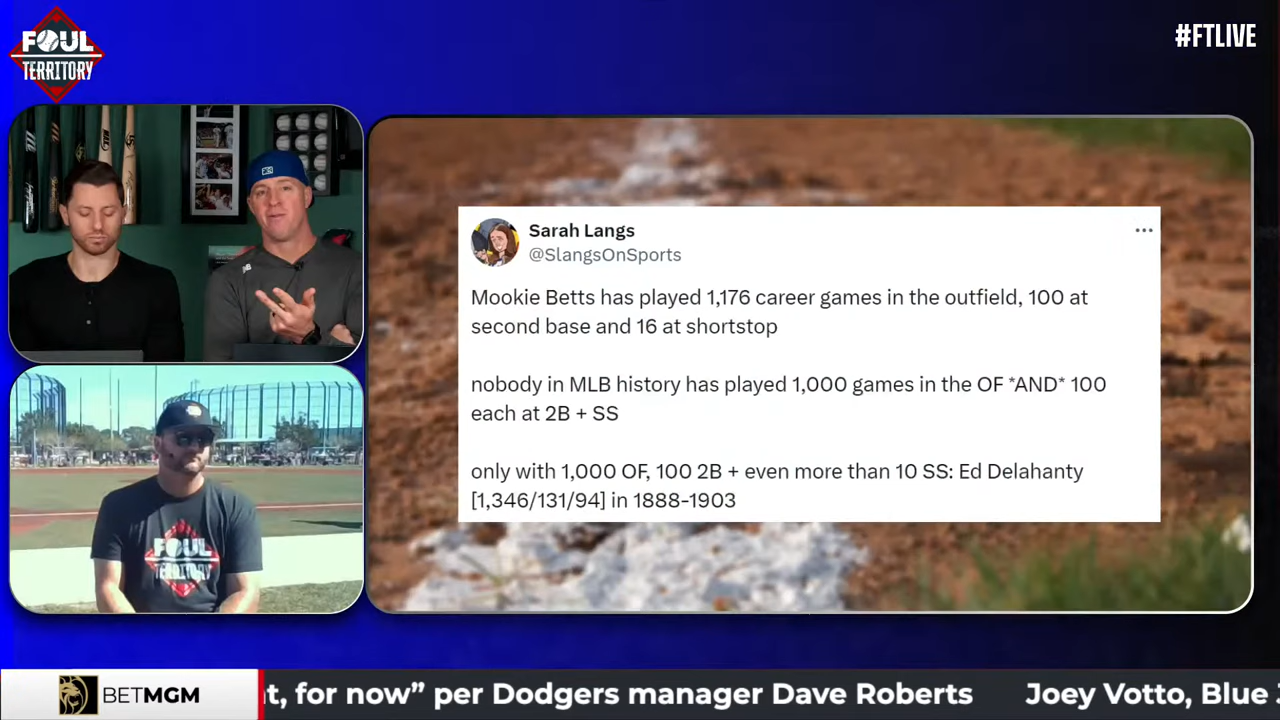 FOUL
TERRITORY
#FTLIVE
Sarah Langs
@SlangsOnSports
Mookie Betts has played 1,176 career games in the outfield, 100 at
second base and 16 at shortstop
nobody in MLB history has played 1,000 games in the OF *AND* 100
each at 2B + SS
only with 1,000 OF, 100 2B + even more than 10 SS: Ed Delahanty
[1,346/131/94] in 1888-1903
FOUL
TERRITORY
BETMGM
t, for now” per Dodgers manager Dave Roberts
Joey Votto, Blue J